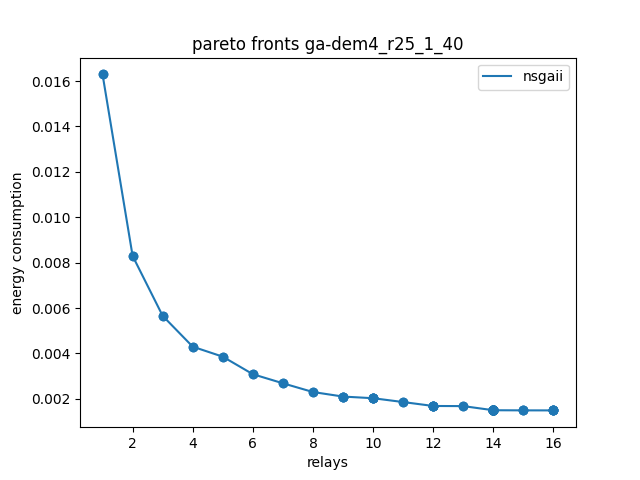 pareto fronts ga-dem4_r25_1_40
nsgaii
energy consumption
0.016
0.014
0.012
0.010
0.008
0.006
0.004
0.002
2 4 6 8 10 12 14 16
relays